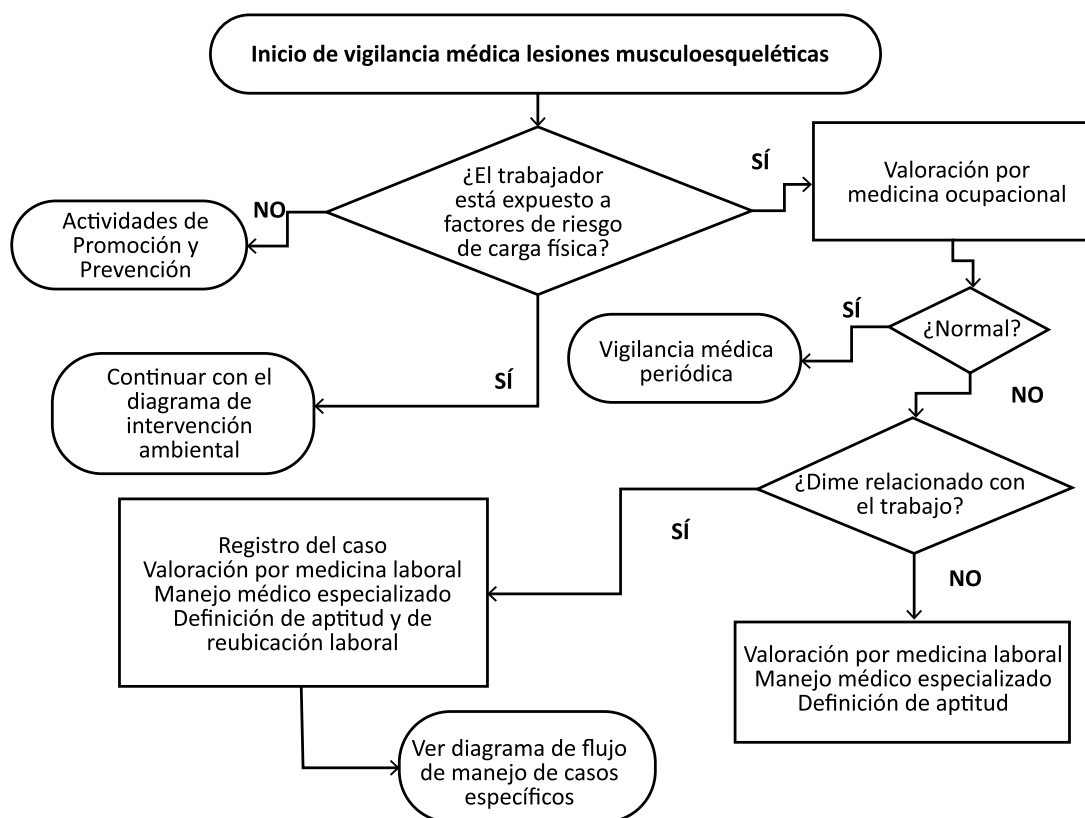 Inicio de vigilancia médica lesiones musculoesqueléticas
¿El trabajador
está expuesto a
factores de riesgo
de carga física?
SÍ
Valoración por
medicina ocupacional
NO
Actividades de
Promoción y
Prevención
SÍ
Continuar con el
diagrama de
intervención
ambiental
¿Normal?
SÍ
Vigilancia médica
periódica
NO
¿Dime relacionado con
el trabajo?
SÍ
Registro del caso
Valoración por medicina laboral
Manejo médico especializado
Definición de aptitud y de
reubicación laboral
NO
Valoración por medicina laboral
Manejo médico especializado
Definición de aptitud
Ver diagrama de flujo
de manejo de casos
específicos